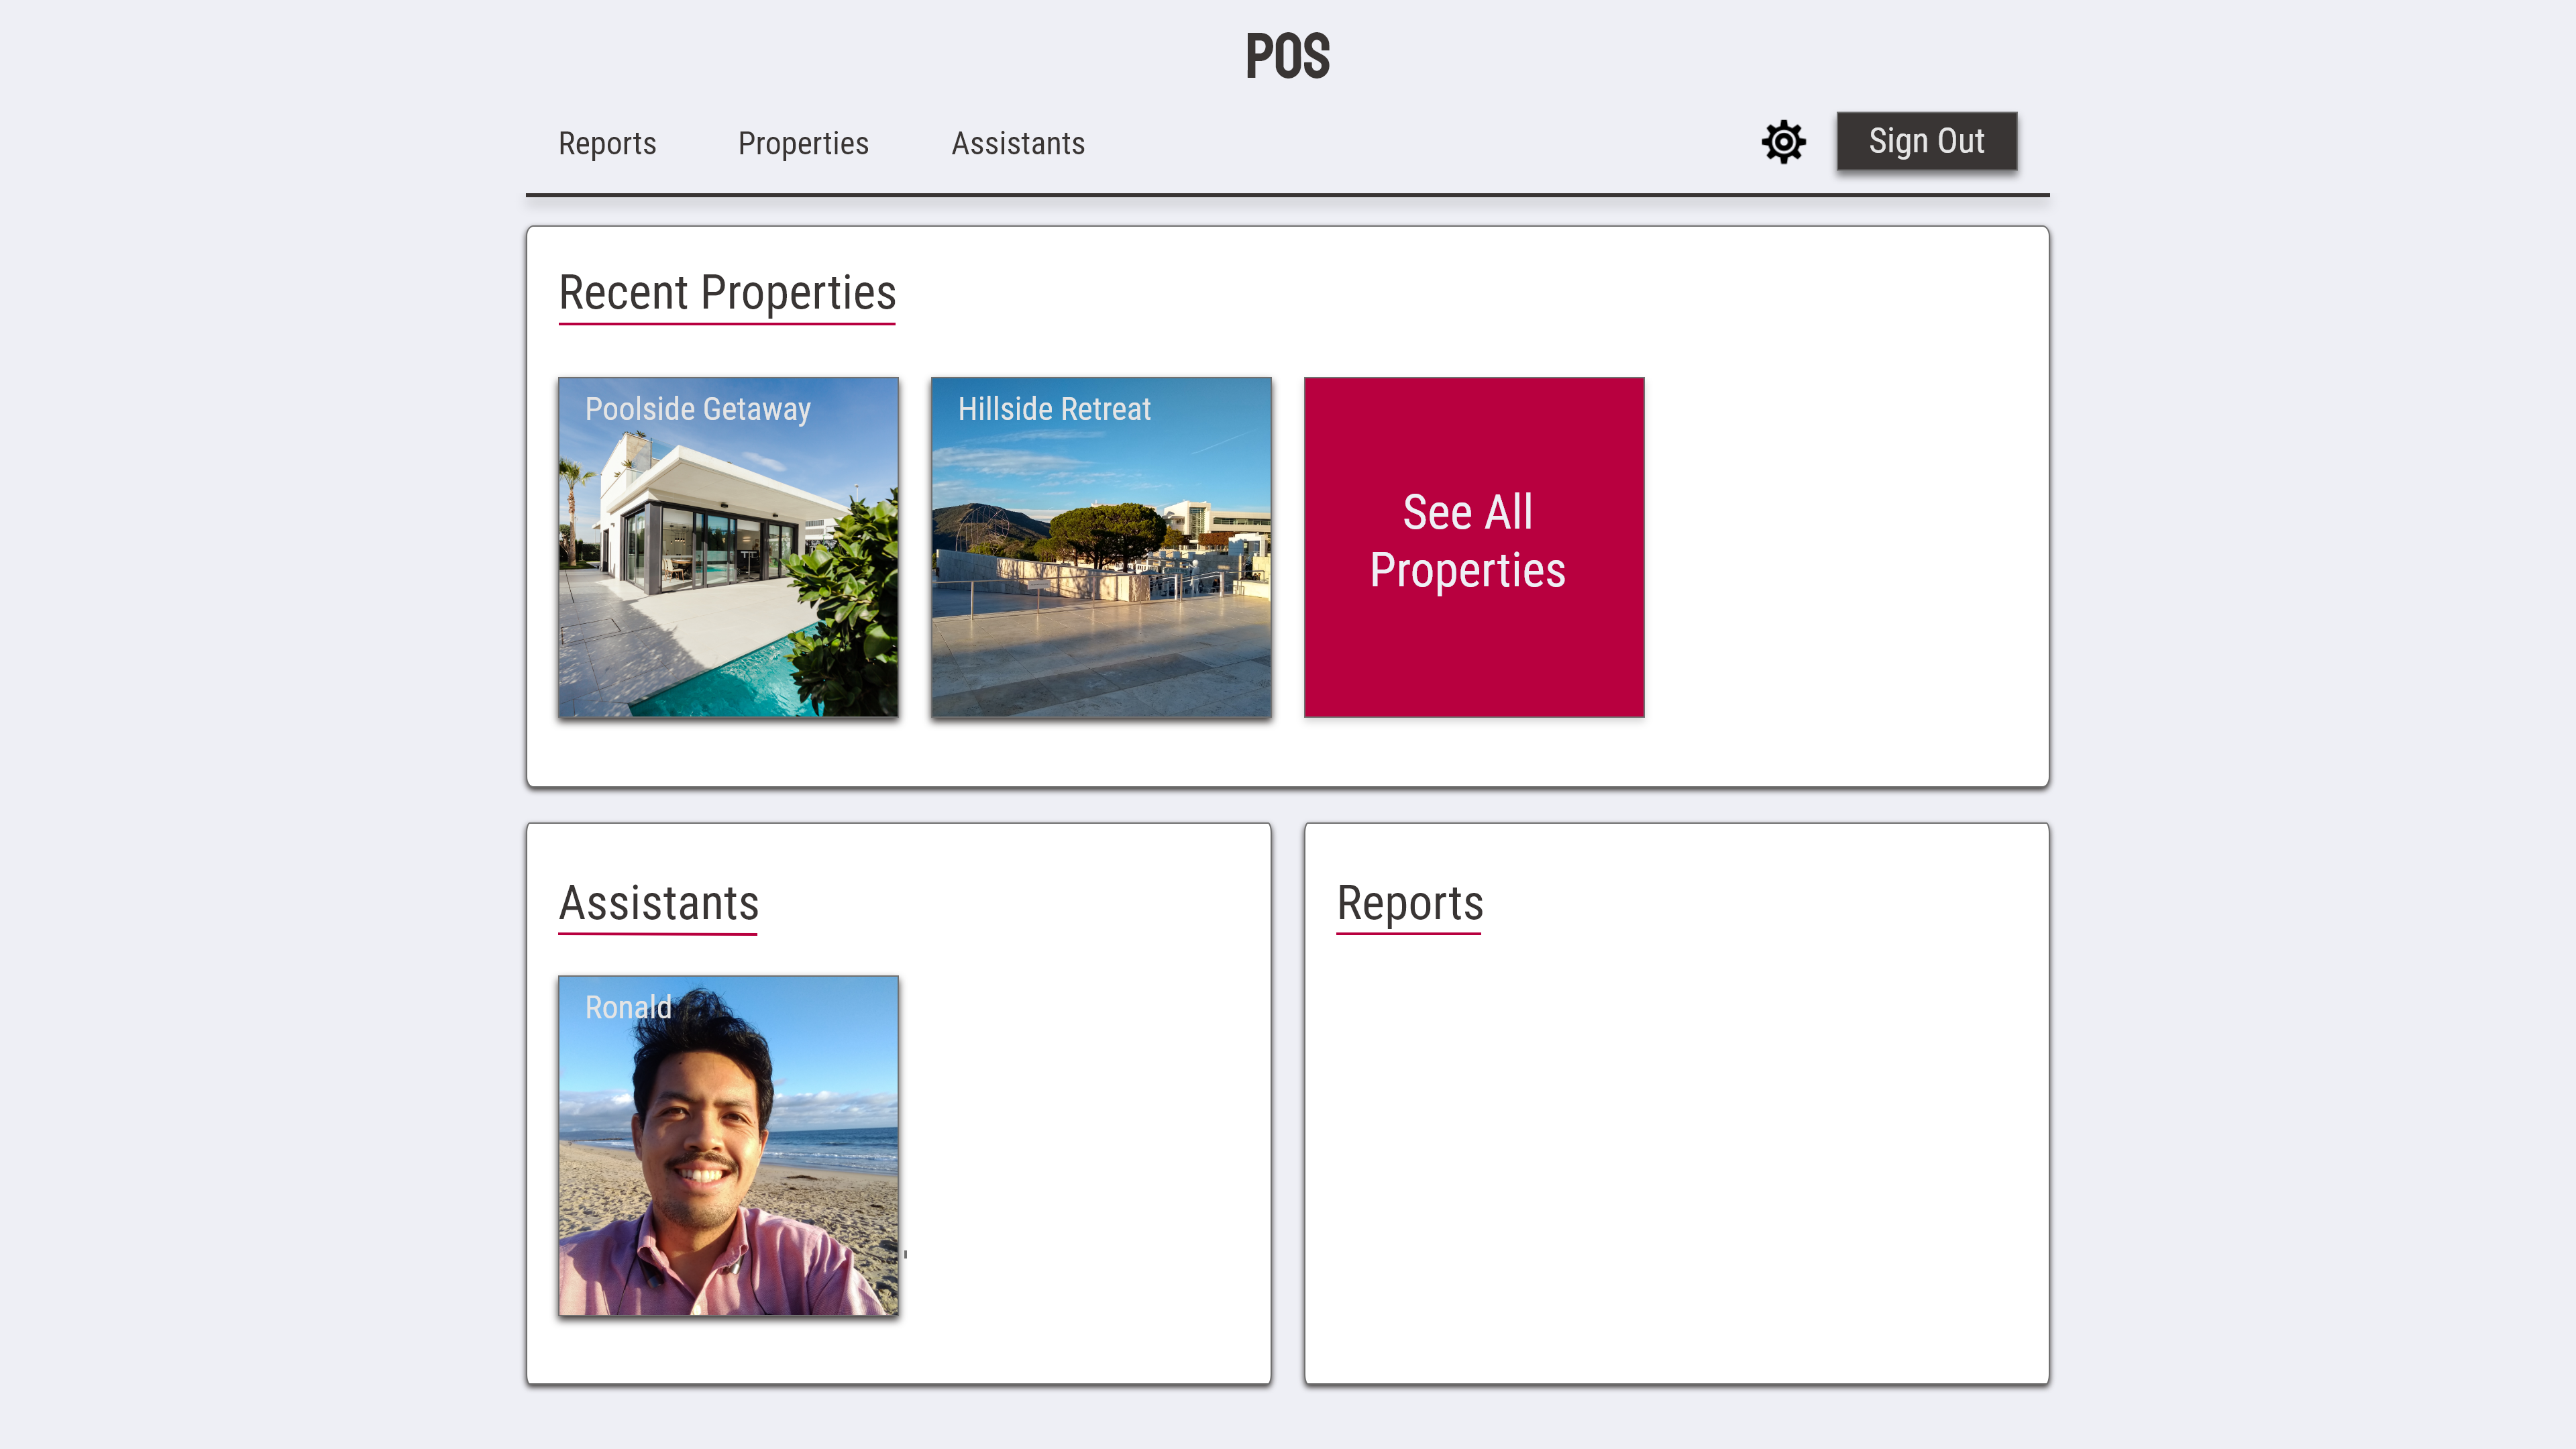 POS
Reports
Properties
Assistants
Sign Out
Recent Properties
Poolside Getaway
Hillside Retreat
See All
Properties
Assistants
Reports
Ronald